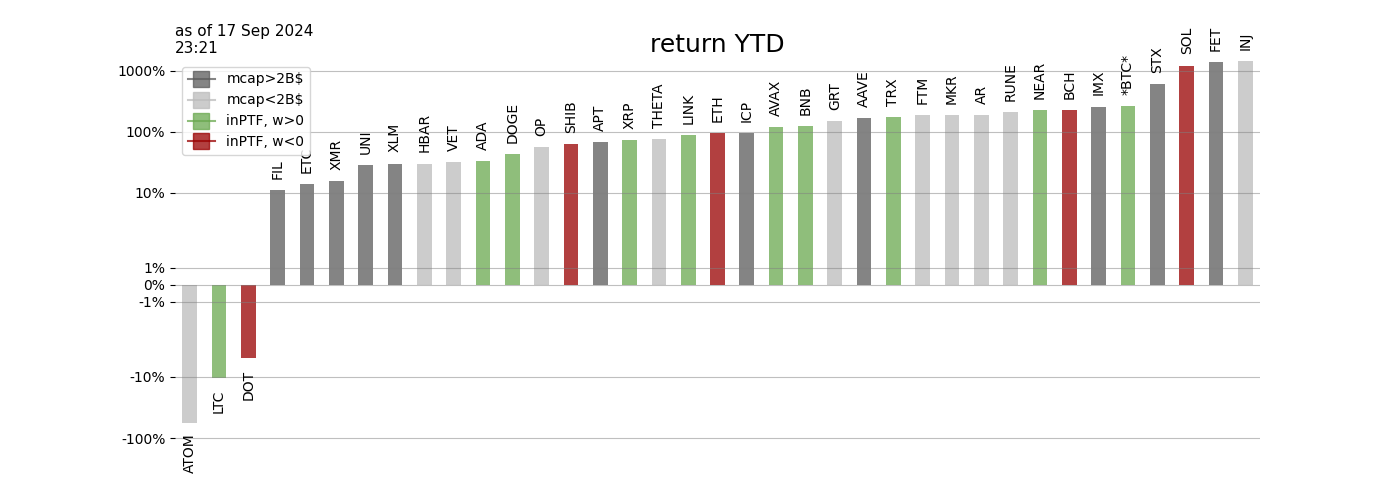 as of 17 Sep 2024
23:21
return YTD
mcap>2B$
mcap<2B$
inPTF, w>0
inPTF, w<0
1000%
100%
10%
1%
0%
-1%
-10%
-100%
ATOM
LTC
DOT
FIL
ETC
XMR
UNI
XLM
HBAR
VET
ADA
DOGE
OP
SHIB
APT
XRP
THETA
LINK
ETH
ICP
AVAX
BNB
GRT
AAVE
TRX
FTM
MKR
AR
RUNE
NEAR
BCH
IMX
*BTC*
STX
SOL
FET
INJ